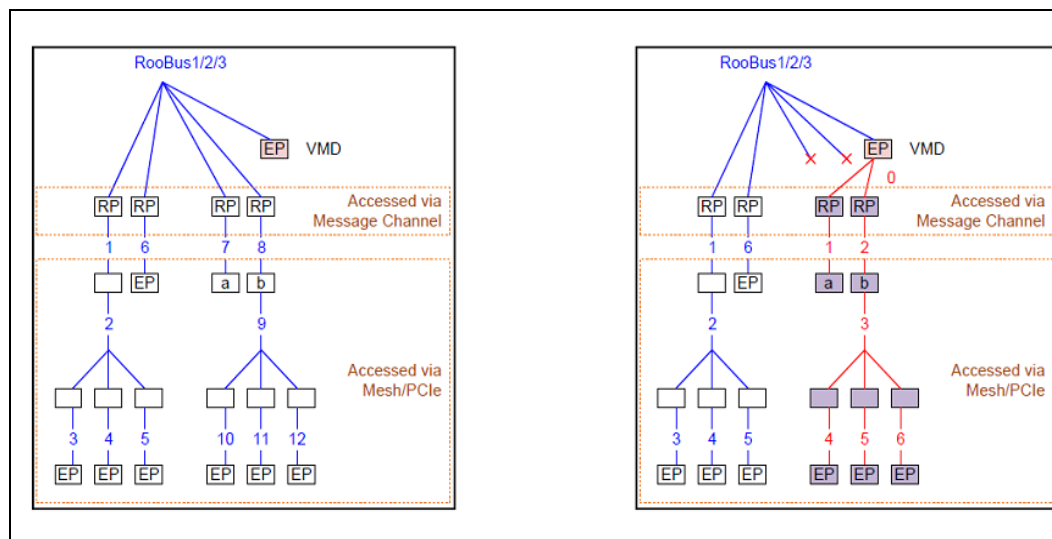 RooBus1/2/3
EP VMD
RP RP RP RP
Accessed via
Message Channel
1 6 7 8
EP a b
2 9
Accessed via
Mesh/PCIe
3 4 5 10 11 12
EP EP EP EP EP EP
RooBus1/2/3
EP VMD
0
RP RP RP RP
Accessed via
Message Channel
1 6 1 2
EP a b
2 3
Accessed via
Mesh/PCIe
3 4 5 4 5 6
EP EP EP EP EP EP